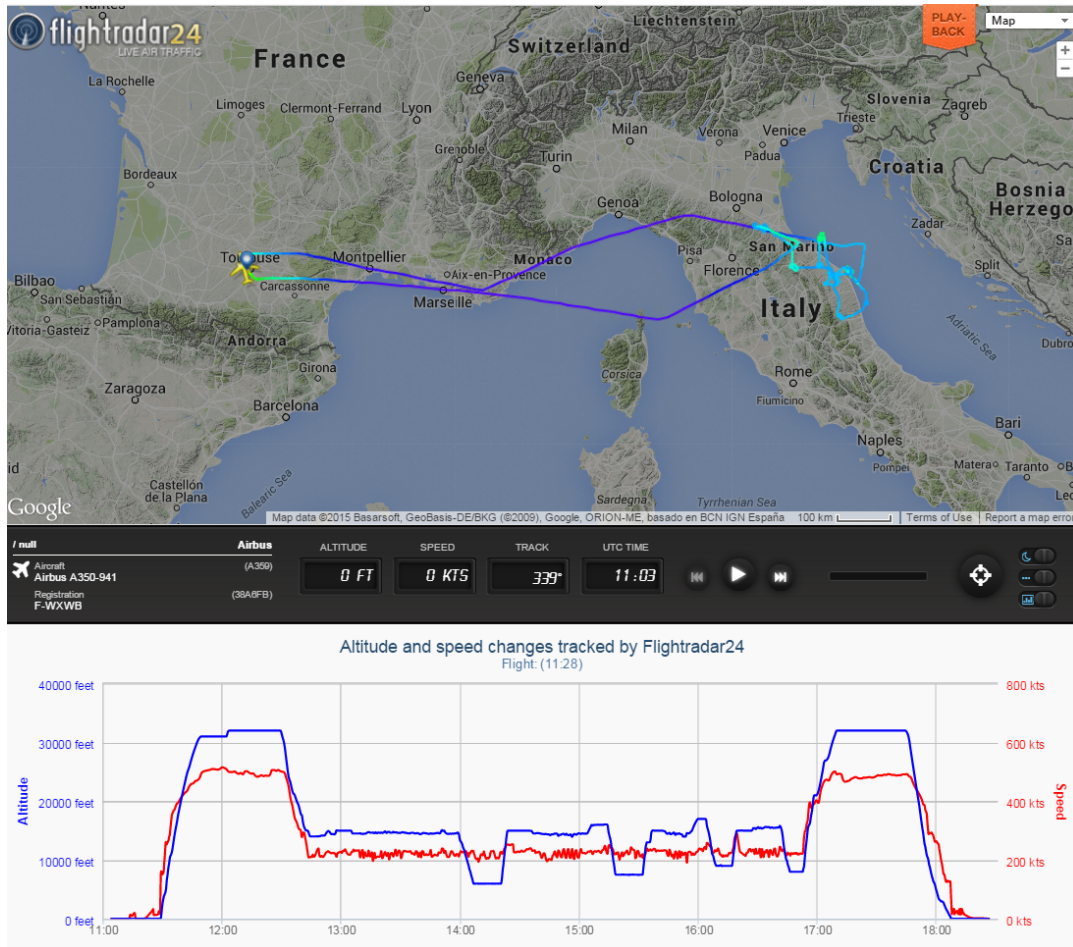 Nantes
flightradar24
LIVE AIR TRAFFIC
Liechtenstein
PLAY-
BACK
Map
+
−
Switzerland
France
La Rochelle
Geneva
Limoges
Clermont-Ferrand
Lyon
Slovenia
Zagreb
Milan
Verona
Venice
Trieste
Grenoble
Turin
Padua
Croatia
Bordeaux
Bologna
Genoa
Bosnia
Herzego
Zadar
San Marino
Toulouse
Montpellier
Monaco
Pisa
Florence
Aix-en-Provence
Split
Bilbao
Carcassonne
Marseille
San Sebastián
Italy
Vitoria-Gasteiz
Pamplona
Adriatic Sea
Andorra
Dubro
Girona
Corsica
Rome
Zaragoza
Fiumicino
Barcelona
Bari
Naples
Pompei
Matera
Taranto
Castellón
de la Plana
Balearic Sea
Sardegna
Tyrrhenian Sea
Google
Map data ©2015 Basarsoft, GeoBasis-DE/BKG (©2009), Google, ORION-ME, basado en BCN IGN España
100 km
Terms of Use
Report a map error
/ null
Airbus
Aircraft
(A359)
Airbus A350-941
Registration
(38A6FB)
F-WXWB
ALTITUDE
SPEED
TRACK
UTC TIME
0 FT
0 KTS
339°
11:03
Altitude and speed changes tracked by Flightradar24
Flight: (11:28)
40000 feet
800 kts
30000 feet
600 kts
20000 feet
400 kts
10000 feet
200 kts
0 feet
0 kts
Altitude
Speed
11:00
12:00
13:00
14:00
15:00
16:00
17:00
18:00